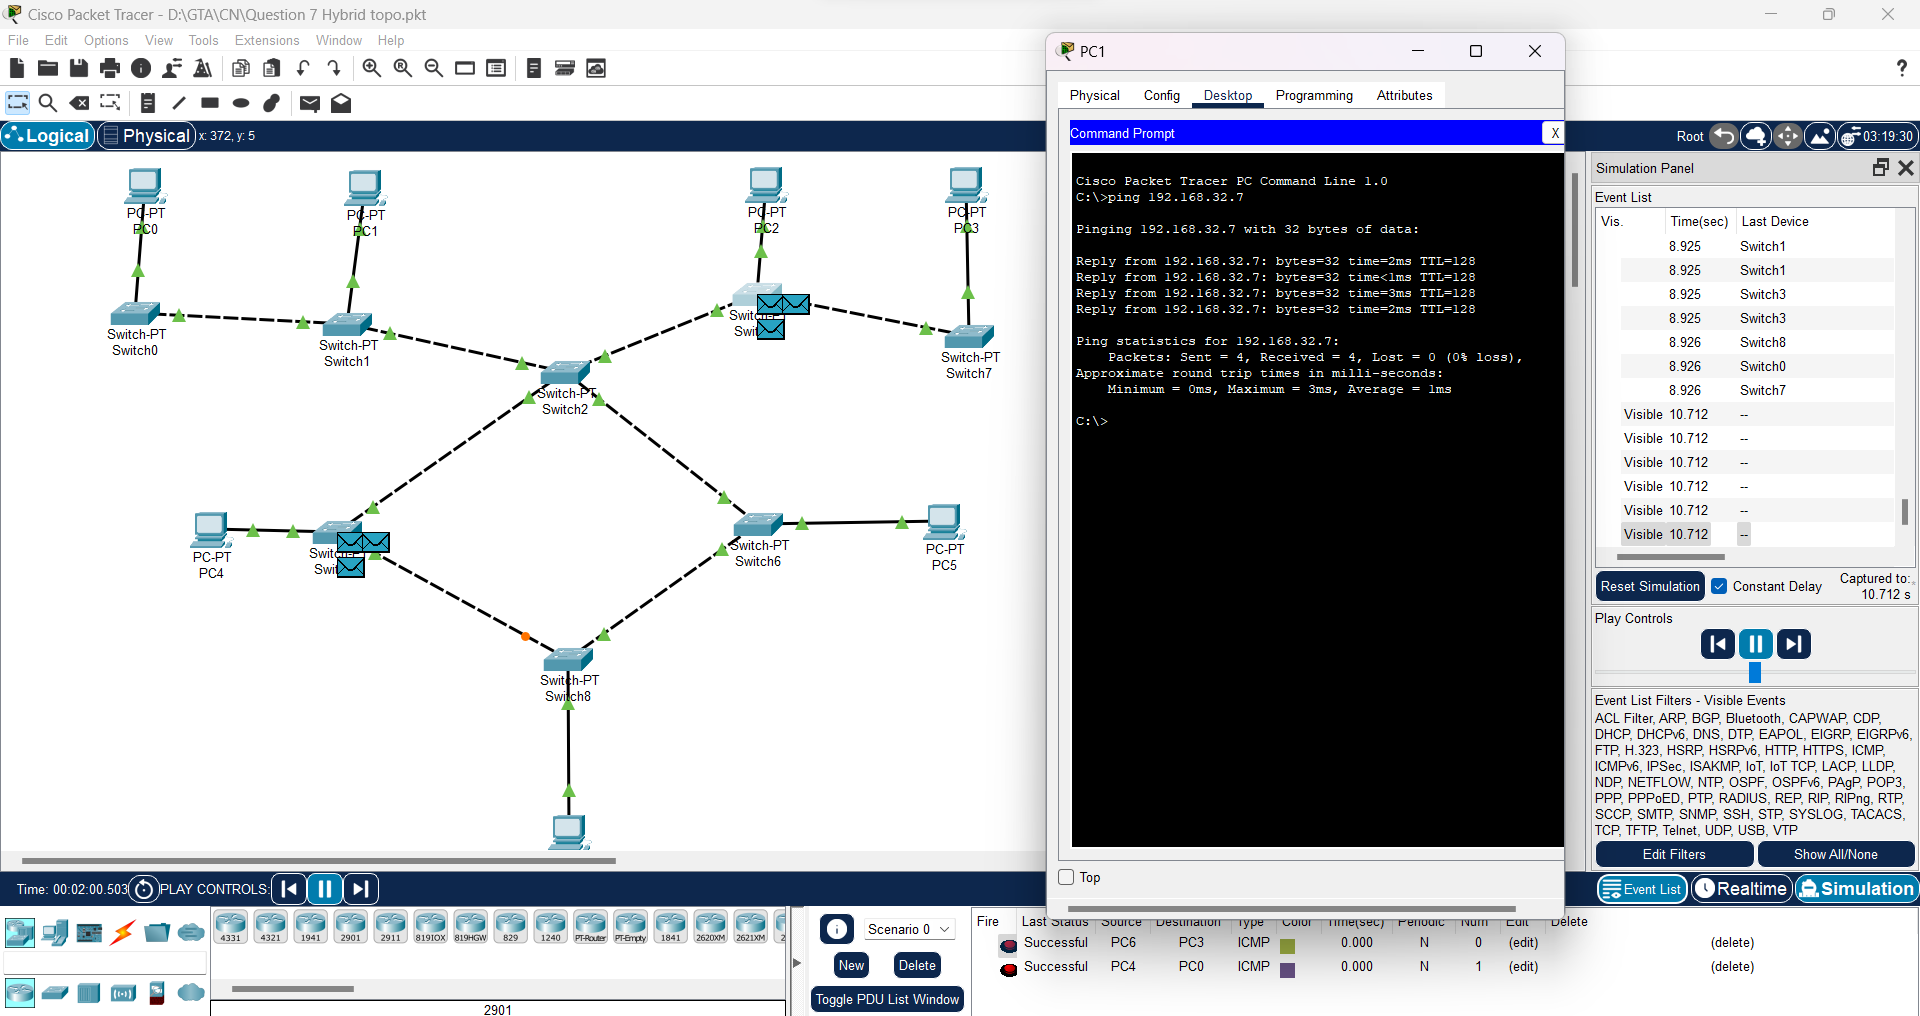 Cisco Packet Tracer - D:\GTA\CN\Question 7 Hybrid topo.pkt
File Edit Options View Tools Extensions Window Help
Logical Physical x: 372, y: 5
Root 03:19:30
PC-PT
PC0
PC-PT
PC1
PC-PT
PC2
PC-PT
PC3
Switch-PT
Switch0
Switch-PT
Switch1
Switch-PT
Switch2
Switch-PT
Switch7
PC-PT
PC4
Switch-PT
Switch6
PC-PT
PC5
Switch-PT
Switch8
PC1
Physical Config Desktop Programming Attributes
Command Prompt X
Cisco Packet Tracer PC Command Line 1.0
C:\>ping 192.168.32.7
Pinging 192.168.32.7 with 32 bytes of data:
Reply from 192.168.32.7: bytes=32 time=2ms TTL=128
Reply from 192.168.32.7: bytes=32 time<1ms TTL=128
Reply from 192.168.32.7: bytes=32 time=3ms TTL=128
Reply from 192.168.32.7: bytes=32 time=2ms TTL=128
Ping statistics for 192.168.32.7:
Packets: Sent = 4, Received = 4, Lost = 0 (0% loss),
Approximate round trip times in milli-seconds:
Minimum = 0ms, Maximum = 3ms, Average = 1ms
C:\>
Top
Simulation Panel
Event List
Vis. Time(sec) Last Device
8.925 Switch1
8.925 Switch1
8.925 Switch3
8.925 Switch3
8.926 Switch8
8.926 Switch0
8.926 Switch7
Visible 10.712 --
Visible 10.712 --
Visible 10.712 --
Visible 10.712 --
Visible 10.712 --
Visible 10.712 --
Reset Simulation Constant Delay Captured to:
10.712 s
Play Controls
Event List Filters - Visible Events
ACL Filter, ARP, BGP, Bluetooth, CAPWAP, CDP,
DHCP, DHCPv6, DNS, DTP, EAPOL, EIGRP, EIGRPv6,
FTP, H.323, HSRP, HSRPv6, HTTP, HTTPS, ICMP,
ICMPv6, IPSec, ISAKMP, IoT, IoT TCP, LACP, LLDP,
NDP, NETFLOW, NTP, OSPF, OSPFv6, PAgP, POP3,
PPP, PPPoED, PTP, RADIUS, REP, RIP, RIPng, RTP,
SCCP, SMTP, SNMP, SSH, STP, SYSLOG, TACACS,
TCP, TFTP, Telnet, UDP, USB, VTP
Edit Filters Show All/None
Time: 00:02:00.503 PLAY CONTROLS:
Event List Realtime Simulation
4331 4321 1941 2901 2911 819IOX 819HGW 829 1240 PT-Router PT-Empty 1841 2620XM 2621XM
2901
Scenario 0
New Delete
Toggle PDU List Window
Fire Last Status Source Destination Type Color Time(sec) Periodic Num Edit Delete
Successful PC6 PC3 ICMP 0.000 N 0 (edit) (delete)
Successful PC4 PC0 ICMP 0.000 N 1 (edit) (delete)